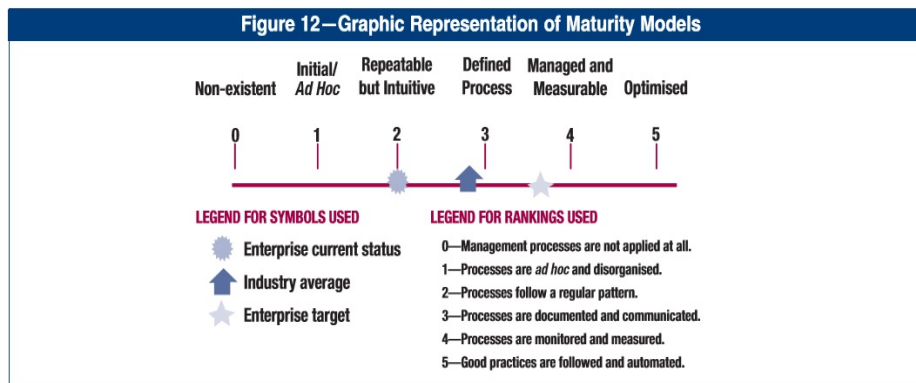 Figure 12—Graphic Representation of Maturity Models
Non-existent
Initial/
Ad Hoc
Repeatable
but Intuitive
Defined
Process
Managed and
Measurable
Optimised
0 1 2 3 4 5
LEGEND FOR SYMBOLS USED
Enterprise current status
Industry average
Enterprise target
LEGEND FOR RANKINGS USED
0—Management processes are not applied at all.
1—Processes are ad hoc and disorganised.
2—Processes follow a regular pattern.
3—Processes are documented and communicated.
4—Processes are monitored and measured.
5—Good practices are followed and automated.